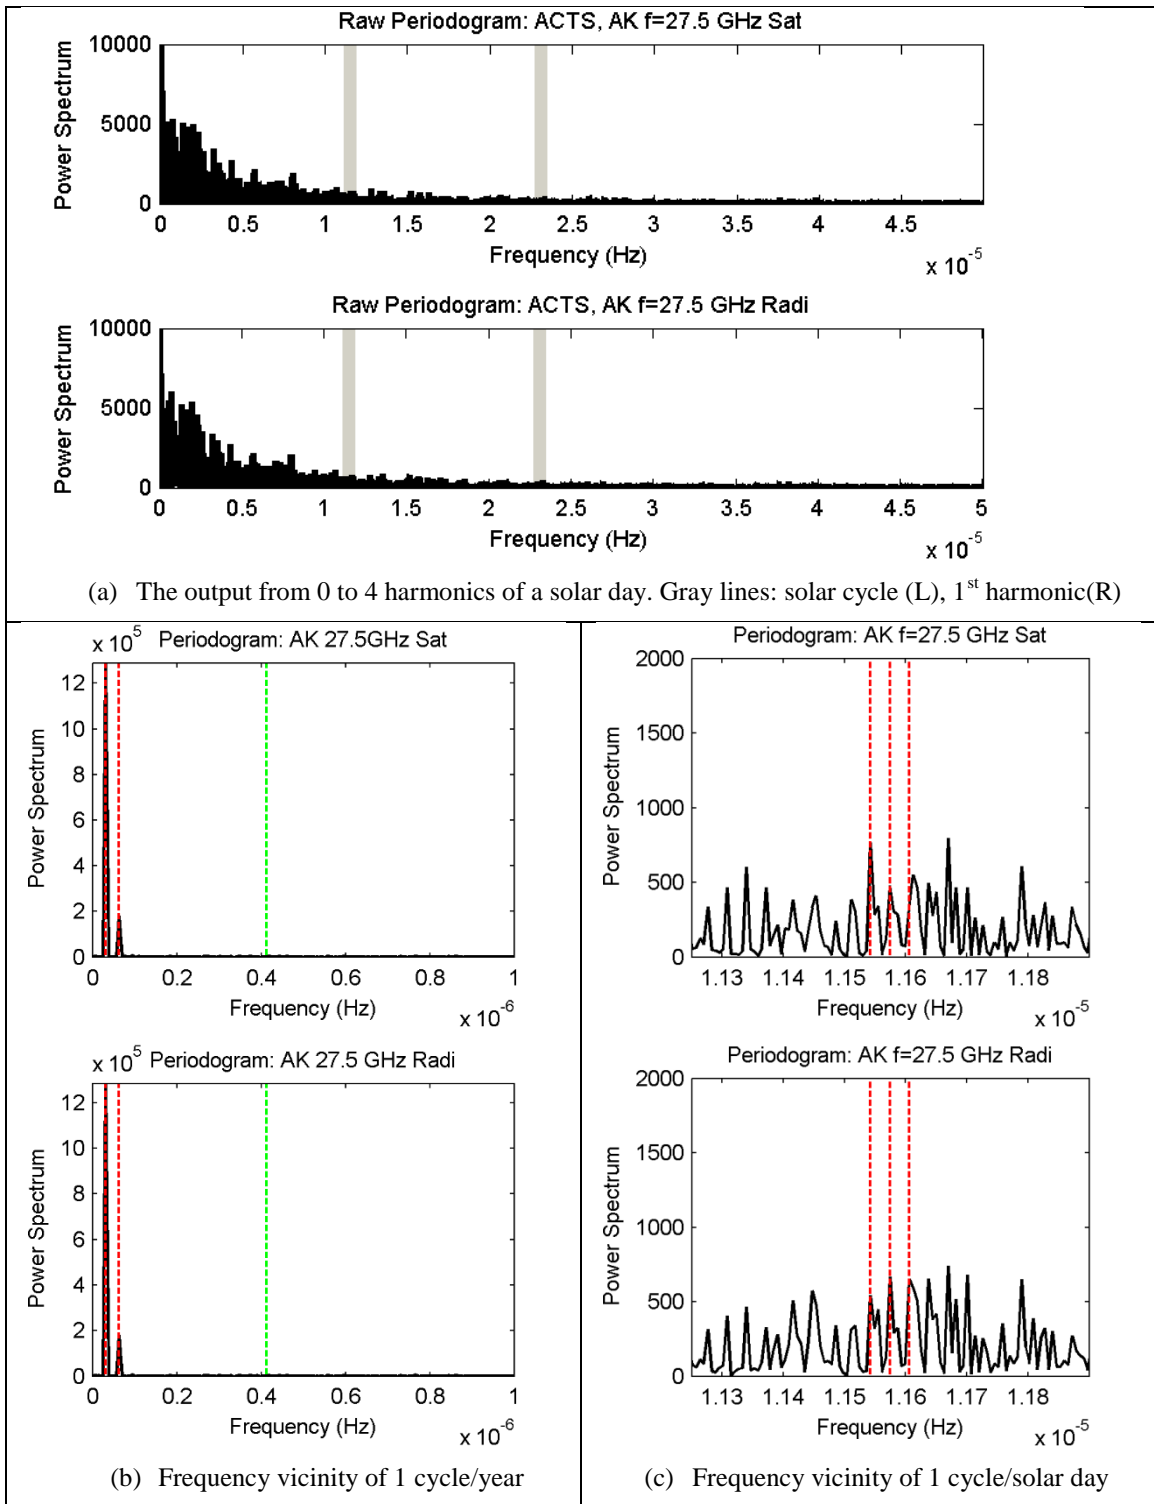 Raw Periodogram: ACTS, AK f=27.5 GHz Sat
Power Spectrum
10000
5000
0
0 0.5 1 1.5 2 2.5 3 3.5 4 4.5
Frequency (Hz)
x 10-5
Raw Periodogram: ACTS, AK f=27.5 GHz Radi
Power Spectrum
10000
5000
0
0 0.5 1 1.5 2 2.5 3 3.5 4 4.5 5
Frequency (Hz)
x 10-5
(a) The output from 0 to 4 harmonics of a solar day. Gray lines: solar cycle (L), 1st harmonic(R)
x 105
Periodogram: AK 27.5GHz Sat
Power Spectrum
12
10
8
6
4
2
0
0 0.2 0.4 0.6 0.8 1
Frequency (Hz)
x 10-6
x 105
Periodogram: AK 27.5 GHz Radi
Power Spectrum
12
10
8
6
4
2
0
0 0.2 0.4 0.6 0.8 1
Frequency (Hz)
x 10-6
(b) Frequency vicinity of 1 cycle/year
Periodogram: AK f=27.5 GHz Sat
Power Spectrum
2000
1500
1000
500
0
1.13 1.14 1.15 1.16 1.17 1.18
Frequency (Hz)
x 10-5
Periodogram: AK f=27.5 GHz Radi
Power Spectrum
2000
1500
1000
500
0
1.13 1.14 1.15 1.16 1.17 1.18
Frequency (Hz)
x 10-5
(c) Frequency vicinity of 1 cycle/solar day